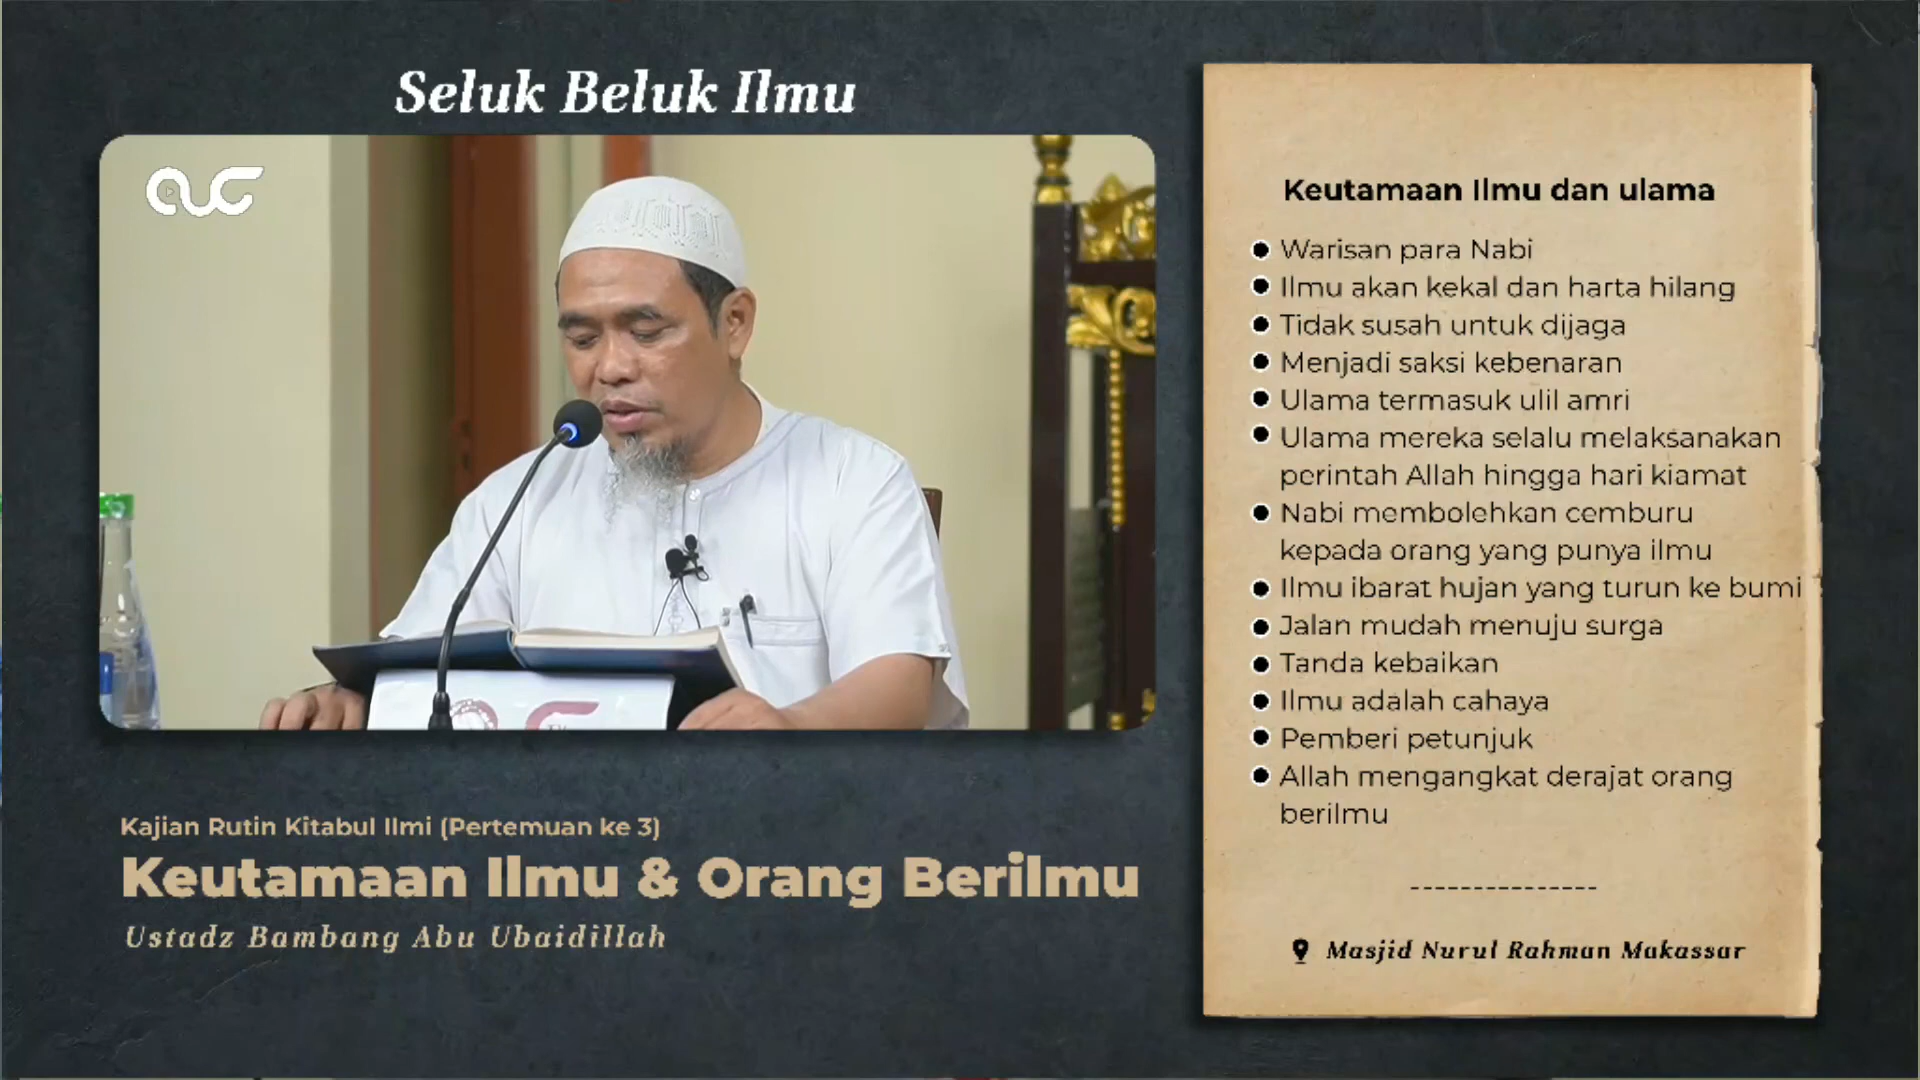 Seluk Beluk Ilmu
Kajian Rutin Kitabul Ilmi (Pertemuan ke 3)
Keutamaan Ilmu & Orang Berilmu
Ustadz Bambang Abu Ubaidillah
Keutamaan Ilmu dan ulama
● Warisan para Nabi
● Ilmu akan kekal dan harta hilang
● Tidak susah untuk dijaga
● Menjadi saksi kebenaran
● Ulama termasuk ulil amri
● Ulama mereka selalu melaksanakan
perintah Allah hingga hari kiamat
● Nabi membolehkan cemburu
kepada orang yang punya ilmu
● Ilmu ibarat hujan yang turun ke bumi
● Jalan mudah menuju surga
● Tanda kebaikan
● Ilmu adalah cahaya
● Pemberi petunjuk
● Allah mengangkat derajat orang
berilmu
---------------
Masjid Nurul Rahman Makassar